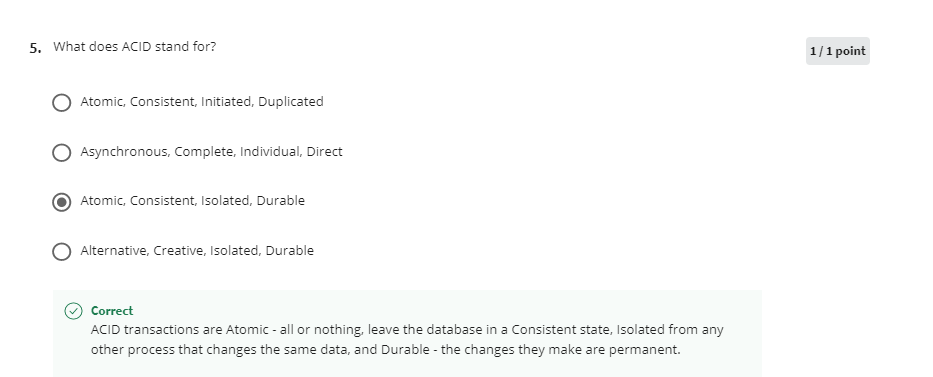 5. What does ACID stand for?
1 / 1 point
Atomic, Consistent, Initiated, Duplicated
Asynchronous, Complete, Individual, Direct
Atomic, Consistent, Isolated, Durable
Alternative, Creative, Isolated, Durable
Correct
ACID transactions are Atomic - all or nothing, leave the database in a Consistent state, Isolated from any
other process that changes the same data, and Durable - the changes they make are permanent.